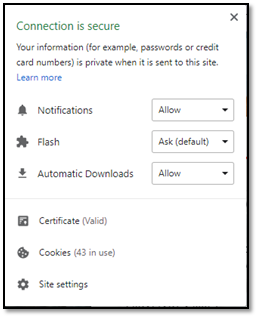 Connection is secure
Your information (for example, passwords or credit
card numbers) is private when it is sent to this site.
Learn more
Notifications Allow
Flash Ask (default)
Automatic Downloads Allow
Certificate (Valid)
Cookies (43 in use)
Site settings